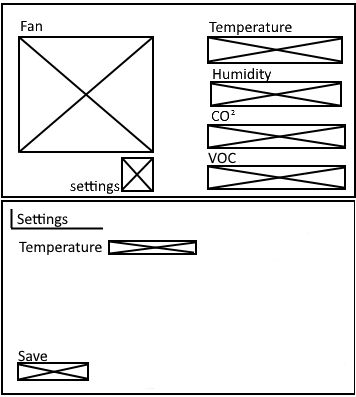 Fan
Temperature
Humidity
CO²
VOC
settings
Settings
Temperature
Save